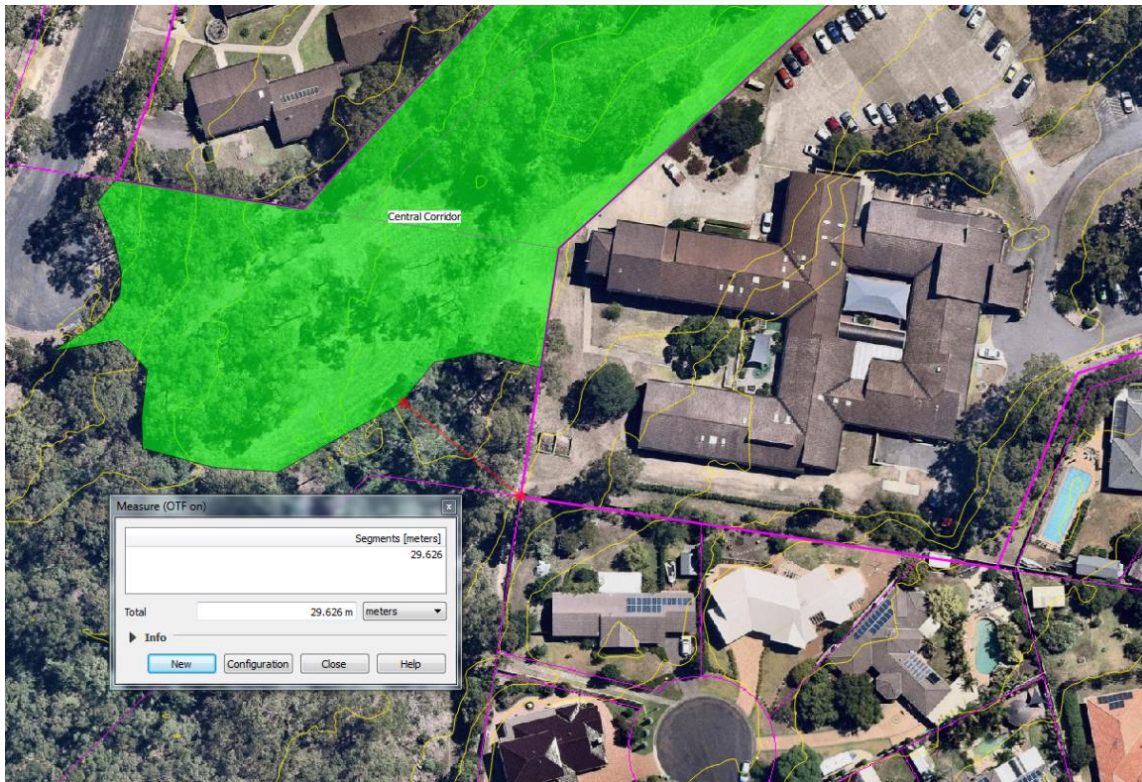 Central Corridor
Measure (OTF on)
x
Segments [meters]
29.626
Total 29.626 m meters
Info
New Configuration Close Help